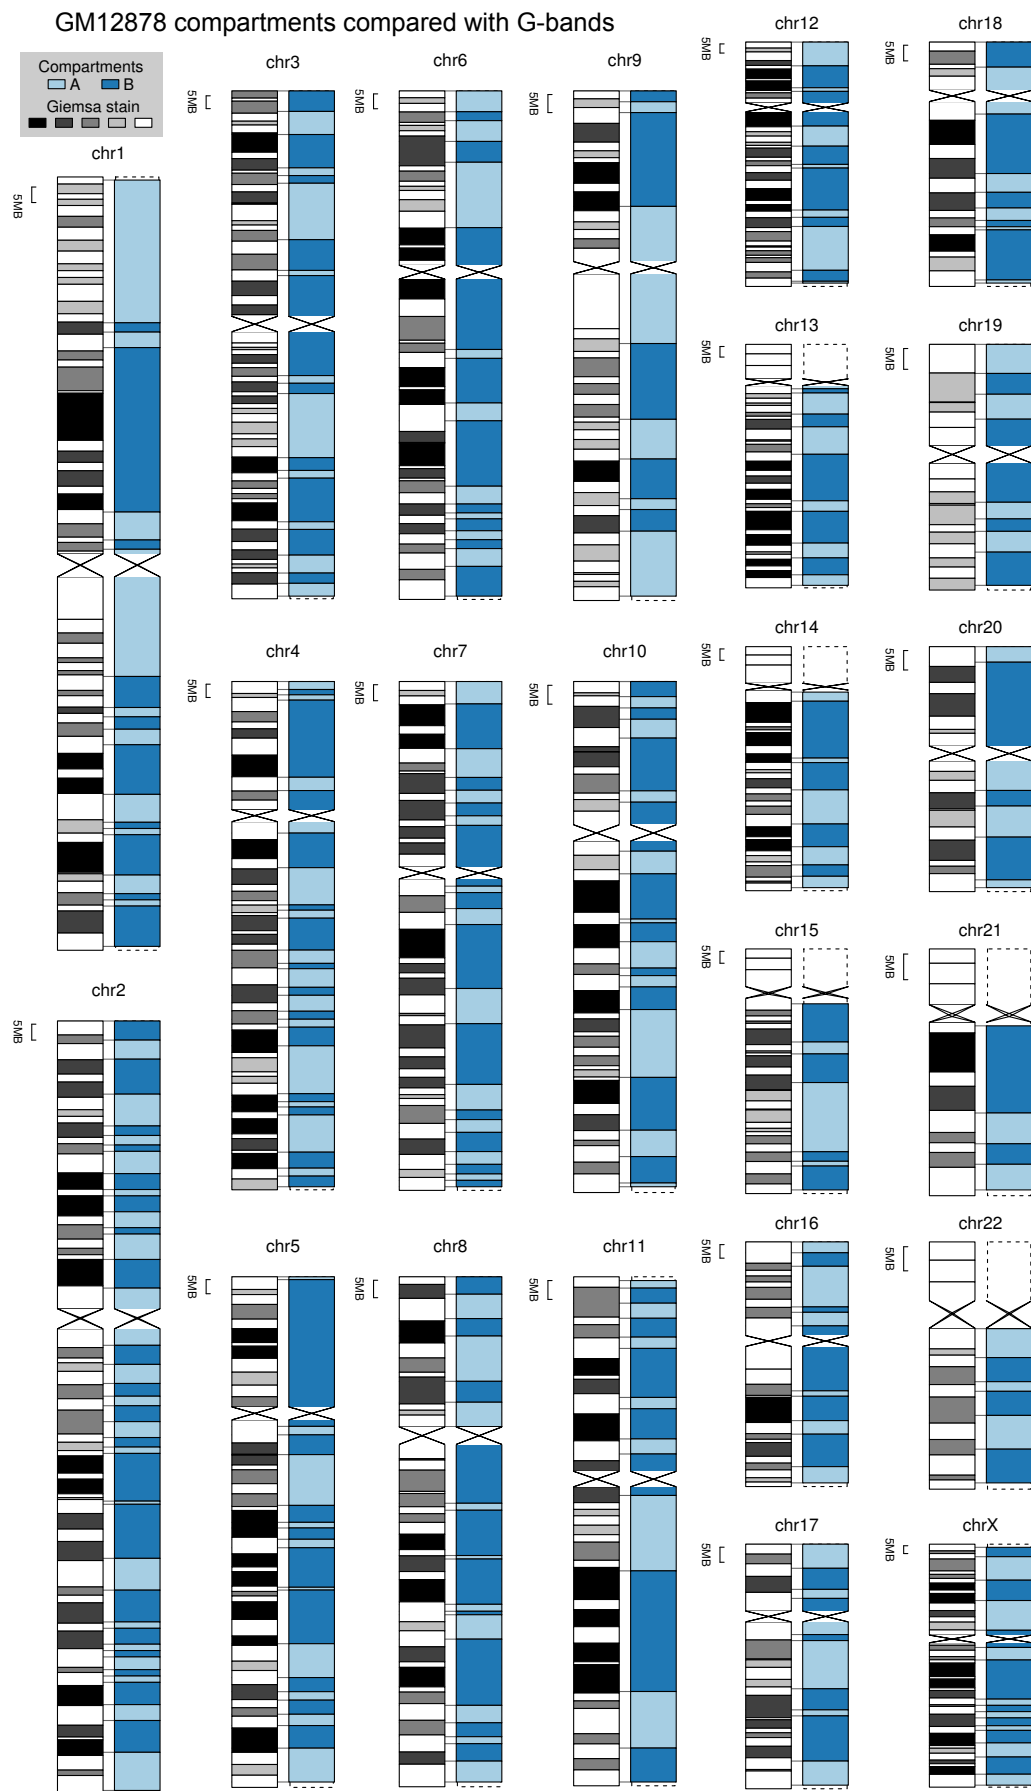 GM12878 compartments compared with G-bands
Compartments
A B
Giemsa stain
chr1
5MB
chr2
5MB
chr3
5MB
chr4
5MB
chr5
5MB
chr6
5MB
chr7
5MB
chr8
5MB
chr9
5MB
chr10
5MB
chr11
5MB
chr12
5MB
chr13
5MB
chr14
5MB
chr15
5MB
chr16
5MB
chr17
5MB
chr18
5MB
chr19
5MB
chr20
5MB
chr21
5MB
chr22
5MB
chrX
5MB